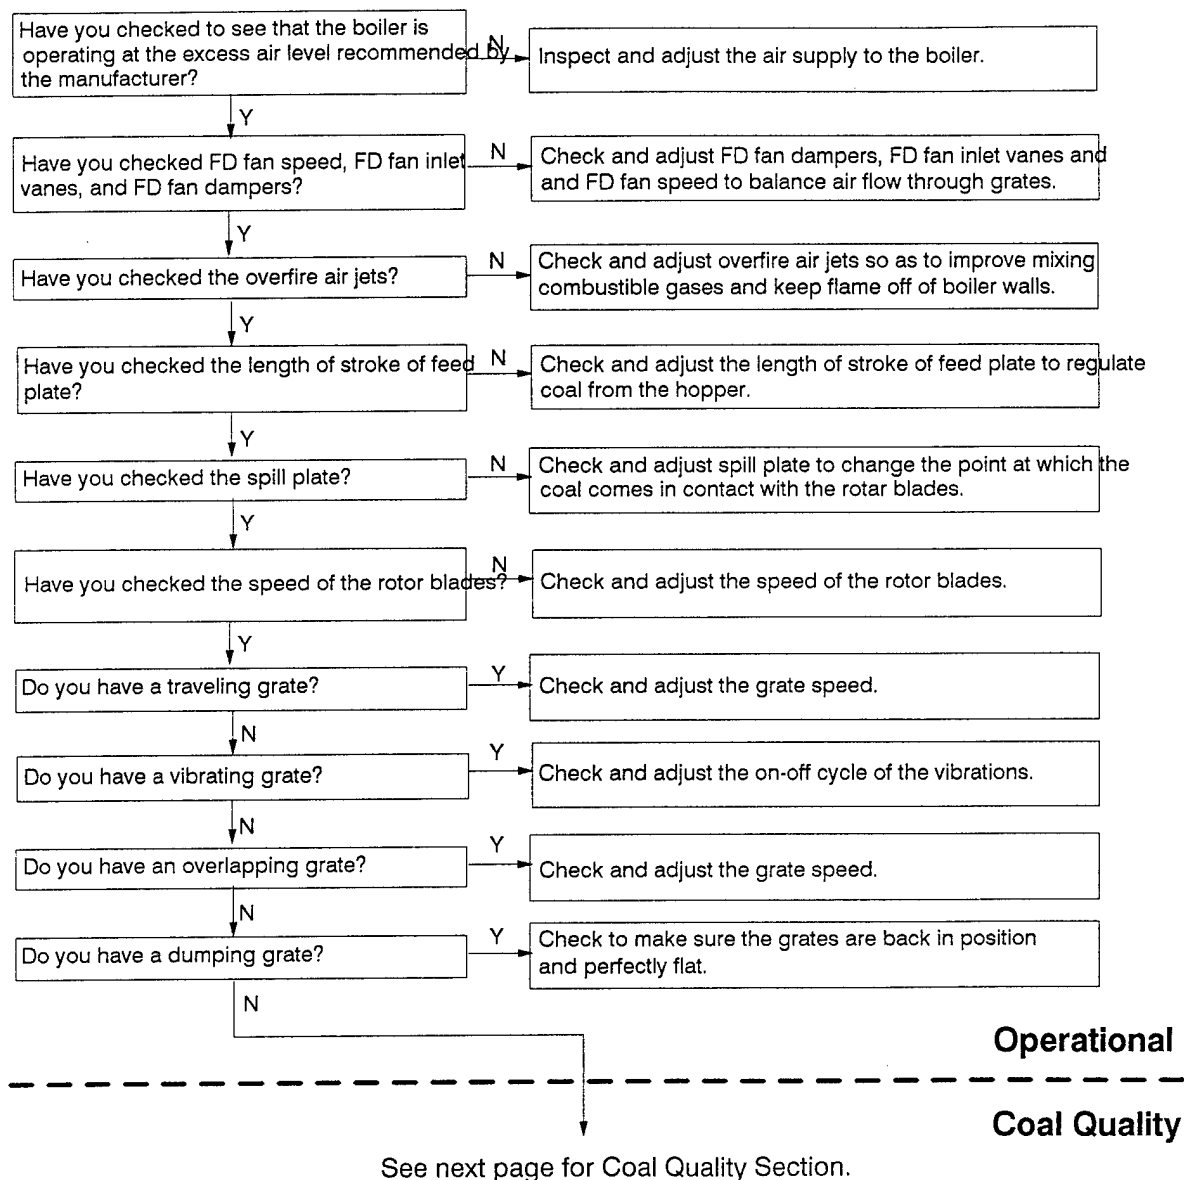 Have you checked to see that the boiler is
operating at the excess air level recommended by
the manufacturer?
N
Inspect and adjust the air supply to the boiler.
Y
Have you checked FD fan speed, FD fan inlet
vanes, and FD fan dampers?
N
Check and adjust FD fan dampers, FD fan inlet vanes and
and FD fan speed to balance air flow through grates.
Y
Have you checked the overfire air jets?
N
Check and adjust overfire air jets so as to improve mixing
combustible gases and keep flame off of boiler walls.
Y
Have you checked the length of stroke of feed
plate?
N
Check and adjust the length of stroke of feed plate to regulate
coal from the hopper.
Y
Have you checked the spill plate?
N
Check and adjust spill plate to change the point at which the
coal comes in contact with the rotar blades.
Y
Have you checked the speed of the rotor blades?
N
Check and adjust the speed of the rotor blades.
Y
Do you have a traveling grate?
Y
Check and adjust the grate speed.
N
Do you have a vibrating grate?
Y
Check and adjust the on-off cycle of the vibrations.
N
Do you have an overlapping grate?
Y
Check and adjust the grate speed.
N
Do you have a dumping grate?
Y
Check to make sure the grates are back in position
and perfectly flat.
N
Operational
Coal Quality
See next page for Coal Quality Section.